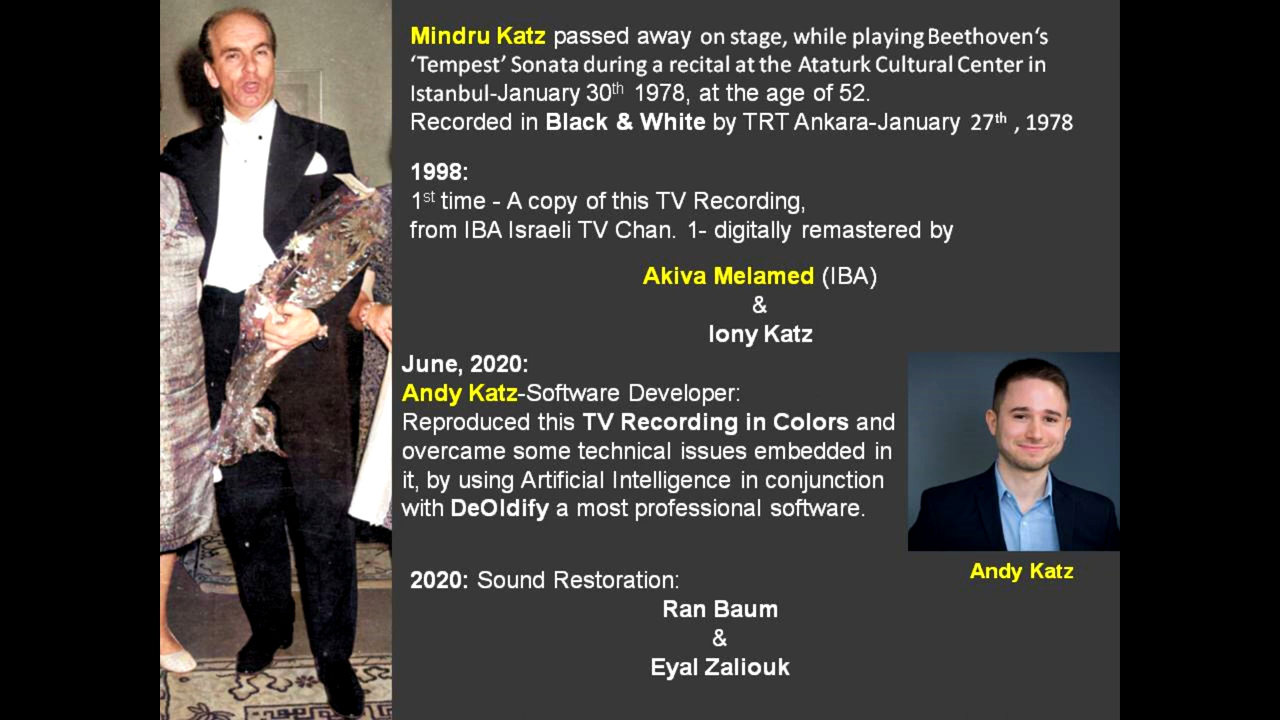 Mindru Katz passed away on stage, while playing Beethoven‘s
‘Tempest’ Sonata during a recital at the Ataturk Cultural Center in
Istanbul-January 30th 1978, at the age of 52.
Recorded in Black & White by TRT Ankara-January 27th , 1978
1998:
1st time - A copy of this TV Recording,
from IBA Israeli TV Chan. 1- digitally remastered by
Akiva Melamed (IBA)
&
Iony Katz
June, 2020:
Andy Katz-Software Developer:
Reproduced this TV Recording in Colors and
overcame some technical issues embedded in
it, by using Artificial Intelligence in conjunction
with DeOldify a most professional software.
Andy Katz
2020: Sound Restoration:
Ran Baum
&
Eyal Zaliouk